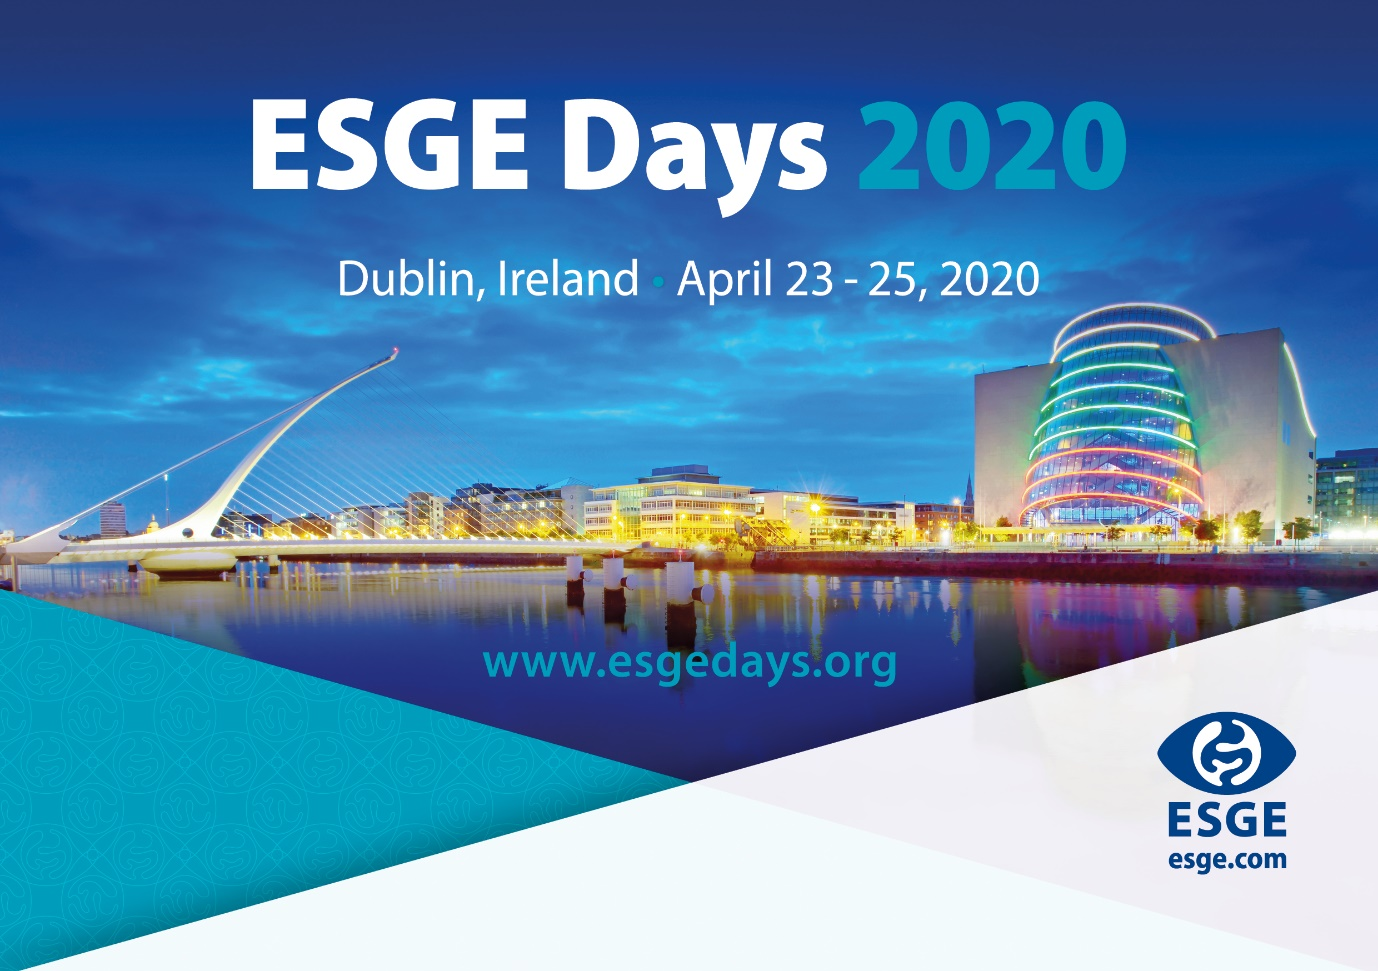 ESGE Days 2020
Dublin, Ireland • April 23 - 25, 2020
www.esgedays.org
ESGE
esge.com